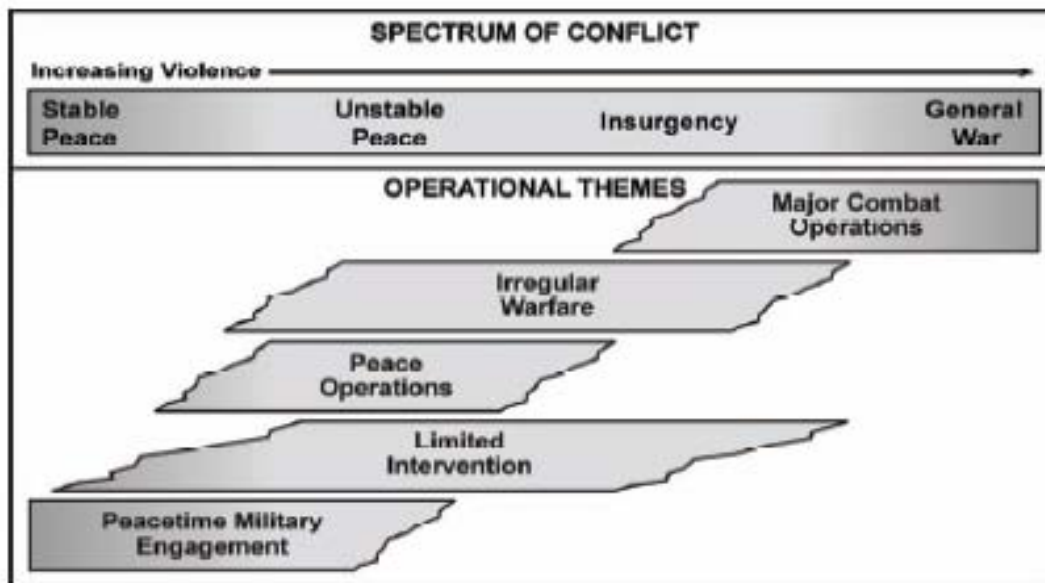 SPECTRUM OF CONFLICT
Increasing Violence
Stable
Peace
Unstable
Peace
Insurgency
General
War
OPERATIONAL THEMES
Major Combat
Operations
Irregular
Warfare
Peace
Operations
Limited
Intervention
Peacetime Military
Engagement